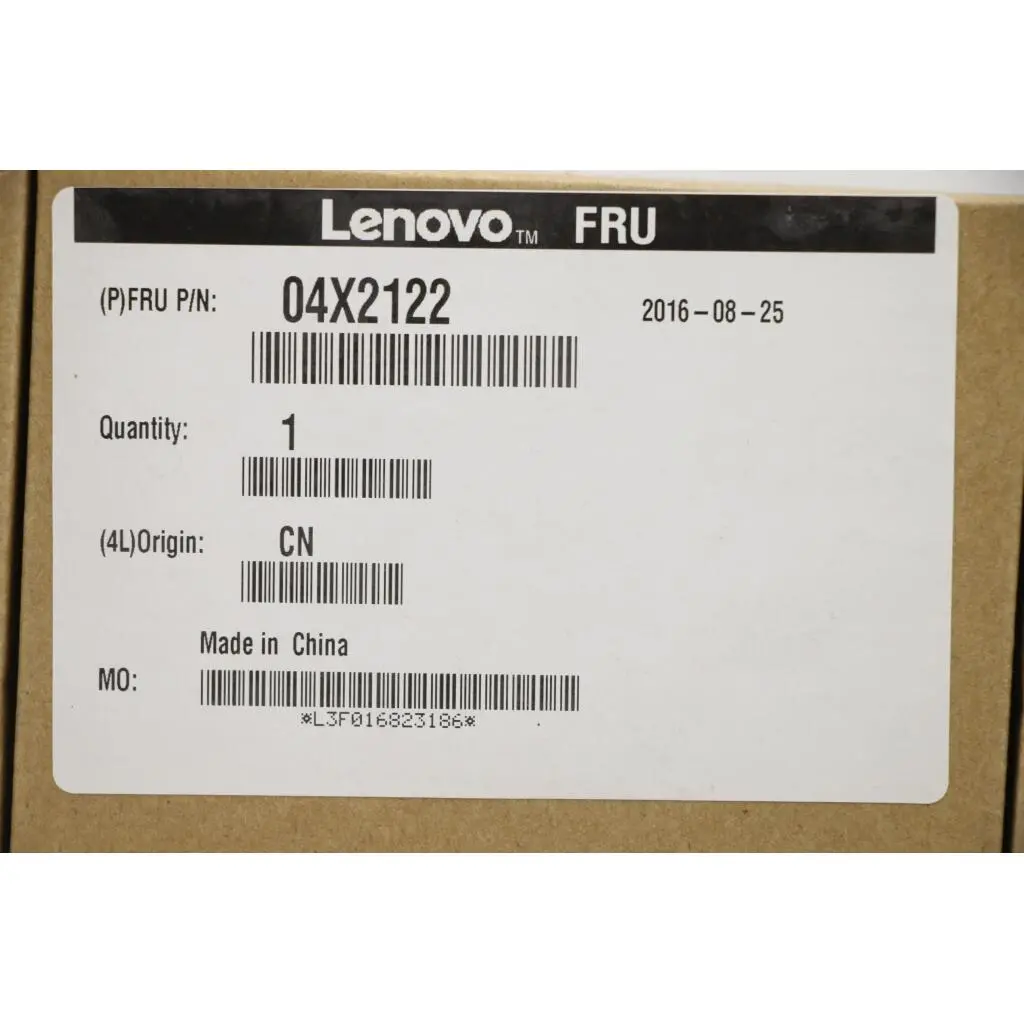 Lenovo™ FRU
(P)FRU P/N: 04X2122 2016-08-25
Quantity: 1
(4L)Origin: CN
Made in China
MO:
*L3F016823186*